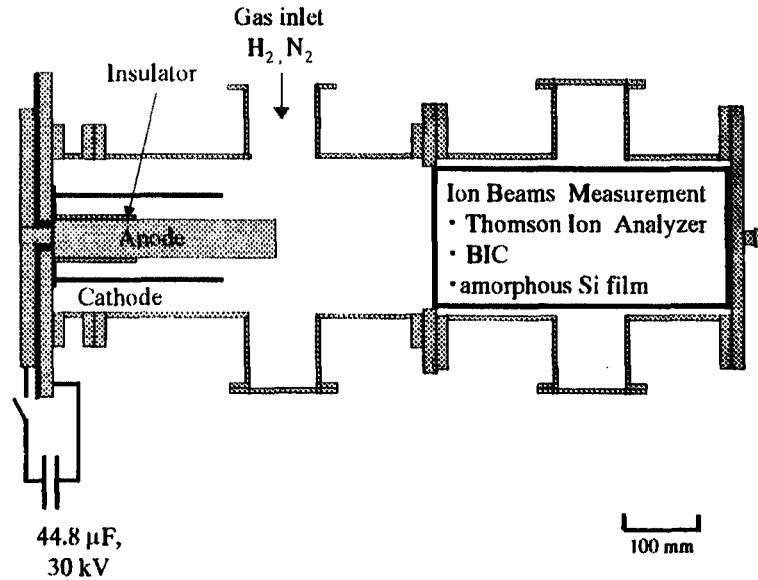 Gas inlet
H₂, N₂
Insulator
Anode
Cathode
Ion Beams Measurement
・Thomson Ion Analyzer
・BIC
・amorphous Si film
44.8 μF,
30 kV
100 mm